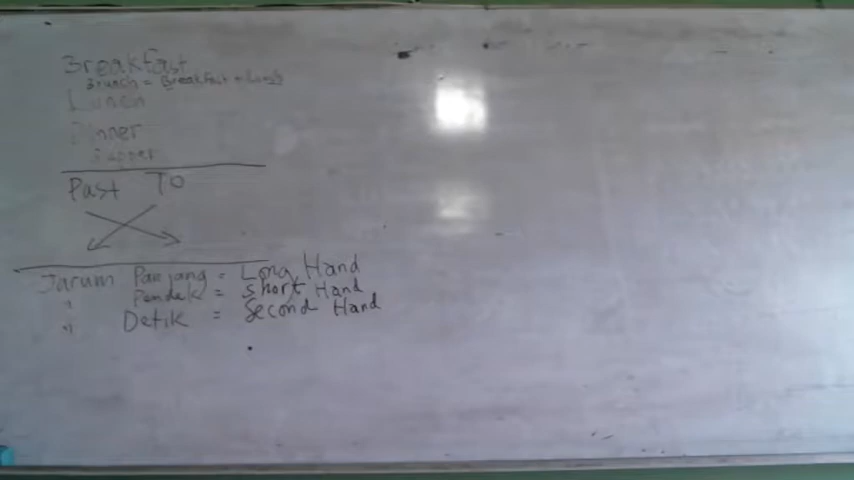 Breakfast
Brunch = Breakfast + Lunch
Lunch
Dinner
Supper
Past To
Jarum Panjang = Long Hand
" Pendek = Short Hand
" Detik = Second Hand